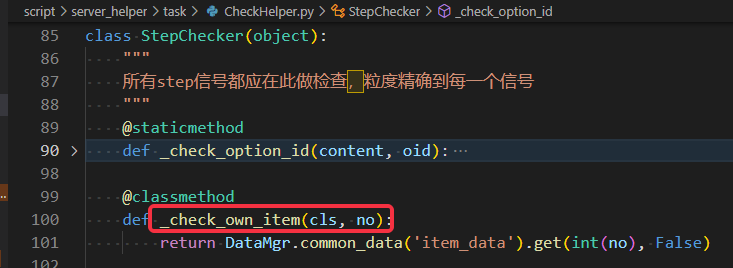 script > server_helper > task > CheckHelper.py > StepChecker > _check_option_id
85 class StepChecker(object):
86 """
87 所有step信号都应在此做检查,粒度精确到每一个信号
88 """
89 @staticmethod
90 > def _check_option_id(content, oid):…
98
99 @classmethod
100 def _check_own_item(cls, no):
101 return DataMgr.common_data('item_data').get(int(no), False)